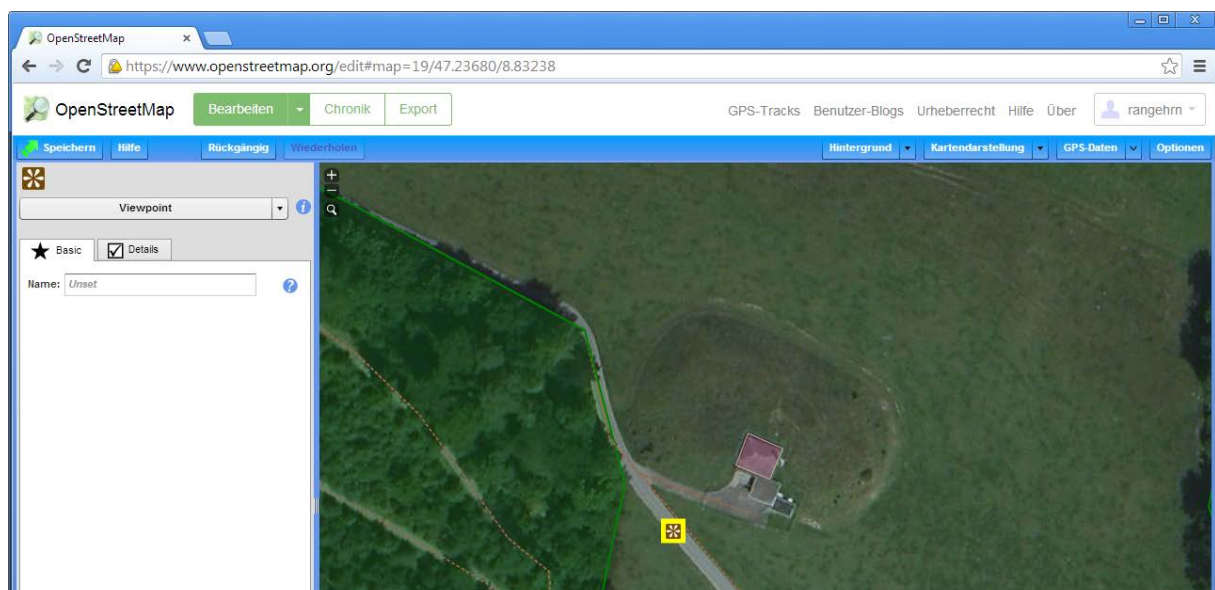 OpenStreetMap
https://www.openstreetmap.org/edit#map=19/47.23680/8.83238
OpenStreetMap Bearbeiten Chronik Export GPS-Tracks Benutzer-Blogs Urheberrecht Hilfe Über rangehrn
Speichern Hilfe Rückgängig Wiederholen Hintergrund Kartendarstellung GPS-Daten Optionen
Viewpoint
Basic Details
Name: Unset